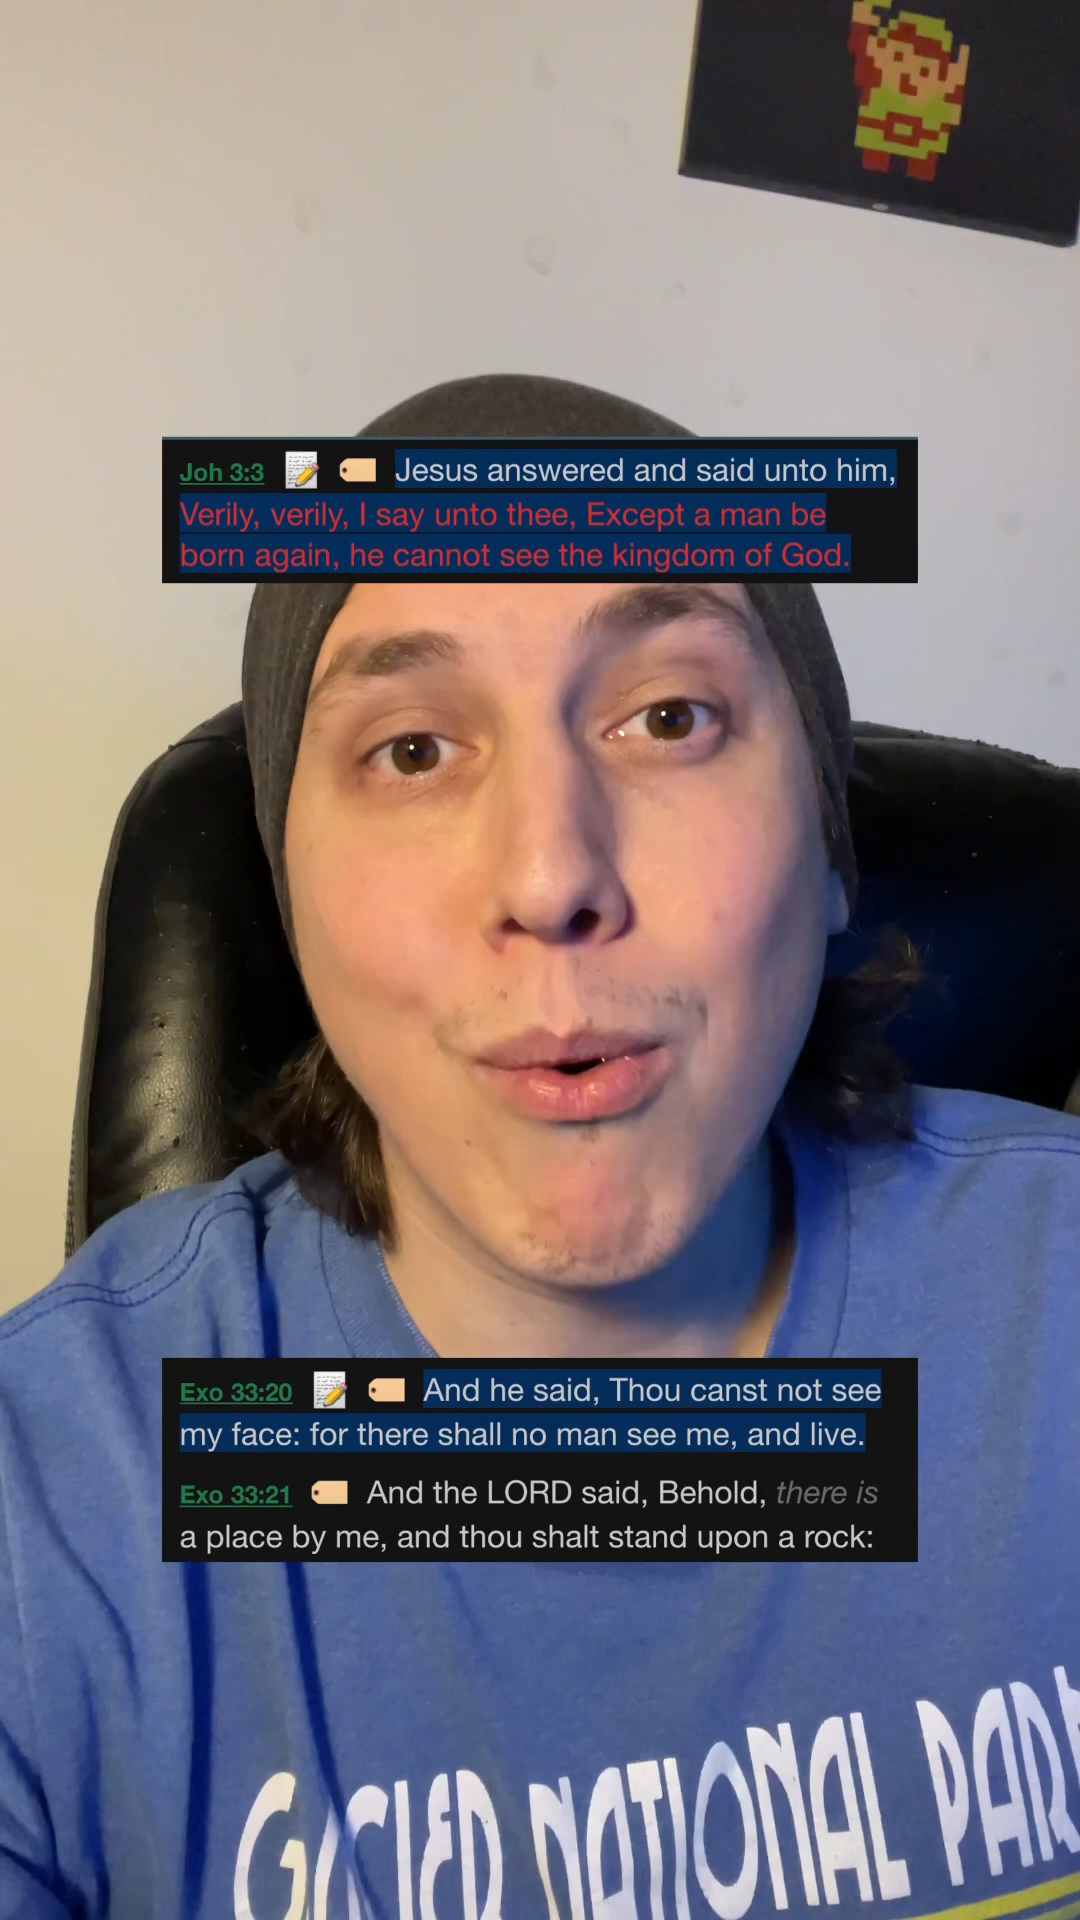 Joh 3:3 Jesus answered and said unto him,
Verily, verily, I say unto thee, Except a man be
born again, he cannot see the kingdom of God.
Exo 33:20 And he said, Thou canst not see
my face: for there shall no man see me, and live.
Exo 33:21 And the LORD said, Behold, there is
a place by me, and thou shalt stand upon a rock:
GLACIER NATIONAL PARK